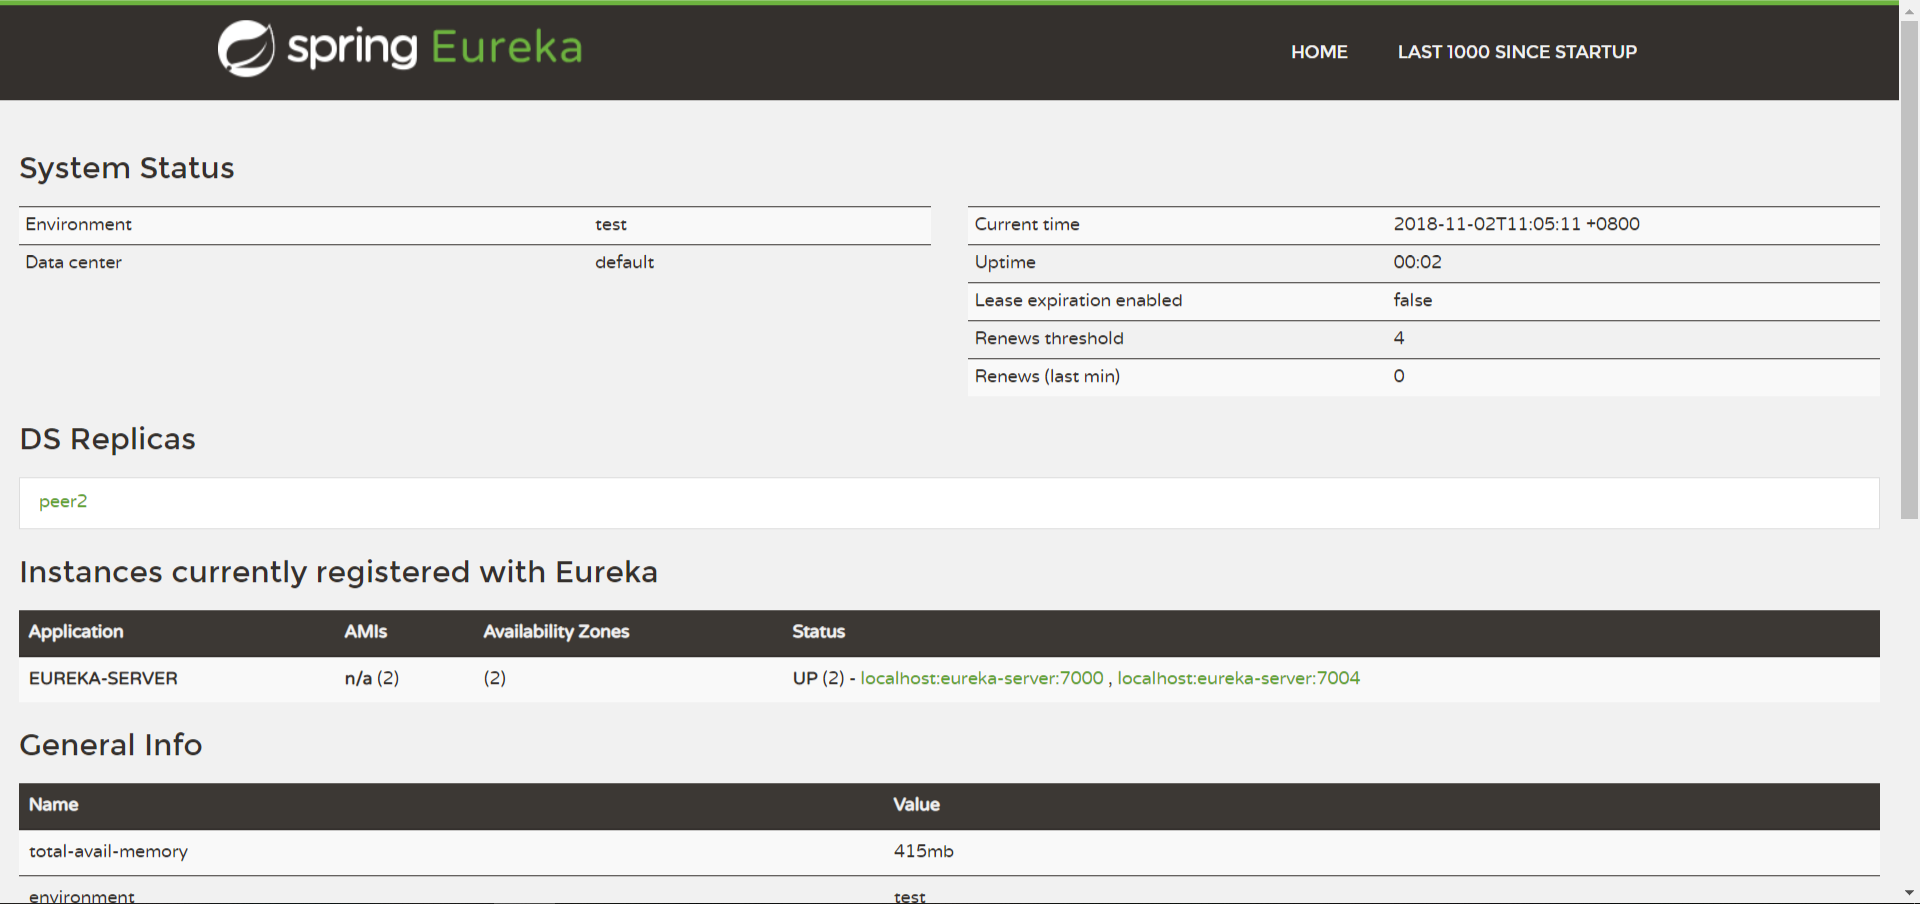 spring Eureka
HOME LAST 1000 SINCE STARTUP
System Status
Environment test
Data center default
Current time 2018-11-02T11:05:11 +0800
Uptime 00:02
Lease expiration enabled false
Renews threshold 4
Renews (last min) 0
DS Replicas
peer2
Instances currently registered with Eureka
Application AMIs Availability Zones Status
EUREKA-SERVER n/a (2) (2) UP (2) - localhost:eureka-server:7000 , localhost:eureka-server:7004
General Info
Name Value
total-avail-memory 415mb
environment test